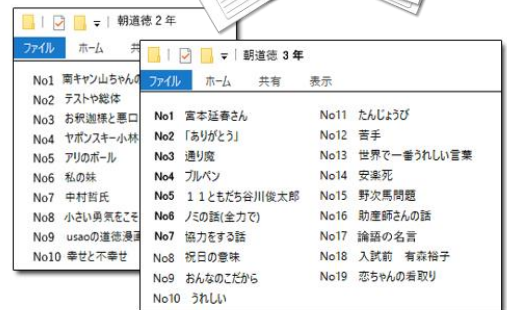 朝道徳 2 年
ファイル ホーム
No1 南キャン山ちゃんの
No2 テストや総体
No3 お釈迦様と悪口
No4 ヤポンスキー小林
No5 アリのボール
No6 私の妹
No7 中村哲氏
No8 小さい勇気をこそ
No9 usaoの道徳漫画
No10 幸せと不幸せ
朝道徳 3 年
ファイル ホーム 共有 表示
No1 宮本延春さん
No2 「ありがとう」
No3 通り魔
No4 ブルペン
No5 １１ともだち谷川俊太郎
No6 ノミの話(全力で)
No7 協力をする話
No8 祝日の意味
No9 おんなのこだから
No10 うれしい
No11 たんじょうび
No12 苦手
No13 世界で一番うれしい言葉
No14 安楽死
No15 野次馬問題
No16 助産師さんの話
No17 論語の名言
No18 入試前 有森裕子
No19 恋ちゃんの看取り